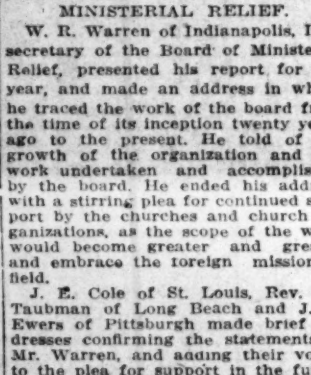 MINISTERIAL RELIEF.
W. R. Warren of Indianapolis, I
secretary of the Board of Ministe
Relief, presented his report for
year, and made an address in wh
he traced the work of the board f
the time of its inception twenty ye
ago to the present. He told of
growth of the organization and
work undertaken and accomplis
by the board. He ended his add
with a stirring plea for continued s
port by the churches and church
ganizations, as the scope of the w
would become greater and gre
and embrace the toreign mission
field.
J. E. Cole of St. Louis, Rev.
Taubman of Long Beach and J.
Ewers of Pittsburgh made brief
dresses confirming the statements
Mr. Warren, and adding their vo
to the plea for support in the fu